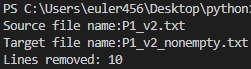 PS C:\Users\euler456\Desktop\python
Source file name:P1_v2.txt
Target file name:P1_v2_nonempty.txt
Lines removed: 10